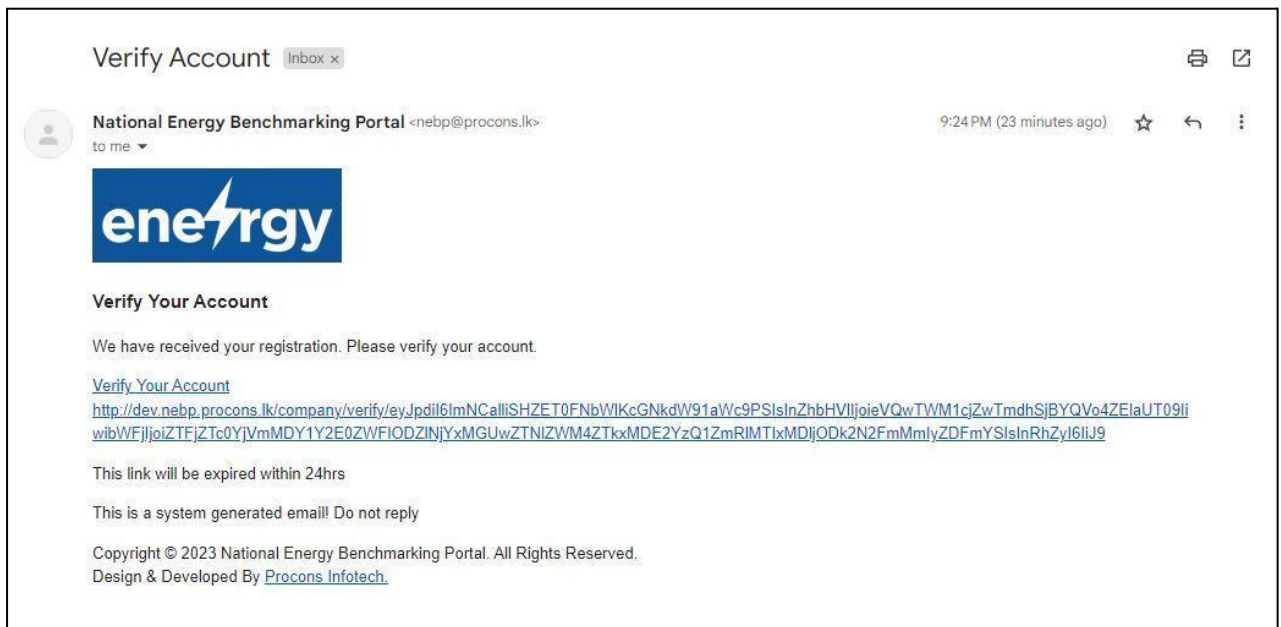 Verify Account Inbox x
National Energy Benchmarking Portal <nebp@procons.lk> 9:24 PM (23 minutes ago)
to me
energy
Verify Your Account
We have received your registration. Please verify your account.
Verify Your Account
http://dev.nebp.procons.lk/company/verify/eyJpdiI6ImNCalliSHZET0FNbWlKcGNkdW91aWc9PSIsInZhbHVlIjoieVQwTWM1cjZwTmdhSjBYQVo4ZElaUT09Ii
wibWFjIjoiZTFjZTc0YjVmMDY1Y2E0ZWFlODZlNjYxMGUwZTNlZWM4ZTkxMDE2YzQ1ZmRlMTIxMDljODk2N2FmMmIyZDFmYSIsInRhZyI6IiJ9
This link will be expired within 24hrs
This is a system generated email! Do not reply
Copyright © 2023 National Energy Benchmarking Portal. All Rights Reserved.
Design & Developed By Procons Infotech.